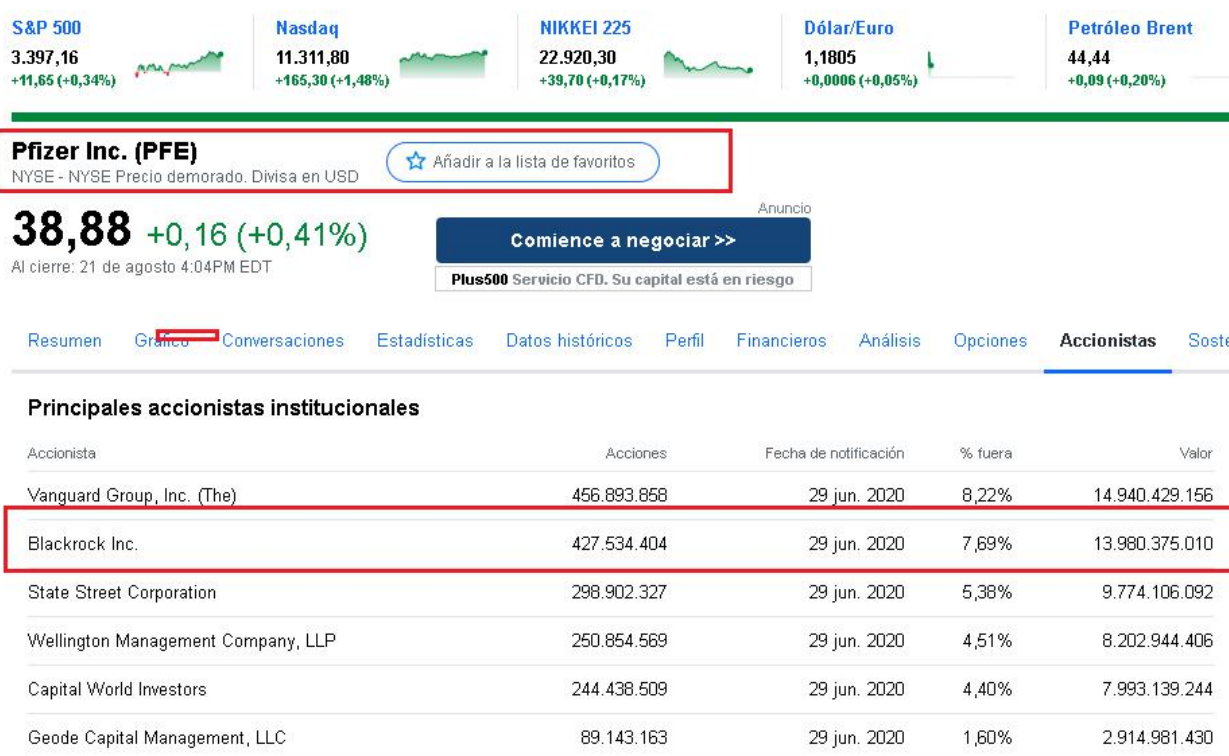 S&P 500 Nasdaq NIKKEI 225 Dólar/Euro Petróleo Brent
3.397,16 11.311,80 22.920,30 1,1805 44,44
+11,65 (+0,34%) +165,30 (+1,48%) +39,70 (+0,17%) +0,0006 (+0,05%) +0,09 (+0,20%)
Pfizer Inc. (PFE)
NYSE - NYSE Precio demorado. Divisa en USD
Añadir a la lista de favoritos
38,88 +0,16 (+0,41%)
Al cierre: 21 de agosto 4:04PM EDT
Anuncio
Comience a negociar >>
Plus500 Servicio CFD. Su capital está en riesgo
Resumen Gráfico Conversaciones Estadísticas Datos históricos Perfil Financieros Análisis Opciones Accionistas Soste
Principales accionistas institucionales
Accionista Acciones Fecha de notificación % fuera Valor
Vanguard Group, Inc. (The) 456.893.858 29 jun. 2020 8,22% 14.940.429.156
Blackrock Inc. 427.534.404 29 jun. 2020 7,69% 13.980.375.010
State Street Corporation 298.902.327 29 jun. 2020 5,38% 9.774.106.092
Wellington Management Company, LLP 250.854.569 29 jun. 2020 4,51% 8.202.944.406
Capital World Investors 244.438.509 29 jun. 2020 4,40% 7.993.139.244
Geode Capital Management, LLC 89.143.163 29 jun. 2020 1,60% 2.914.981.430